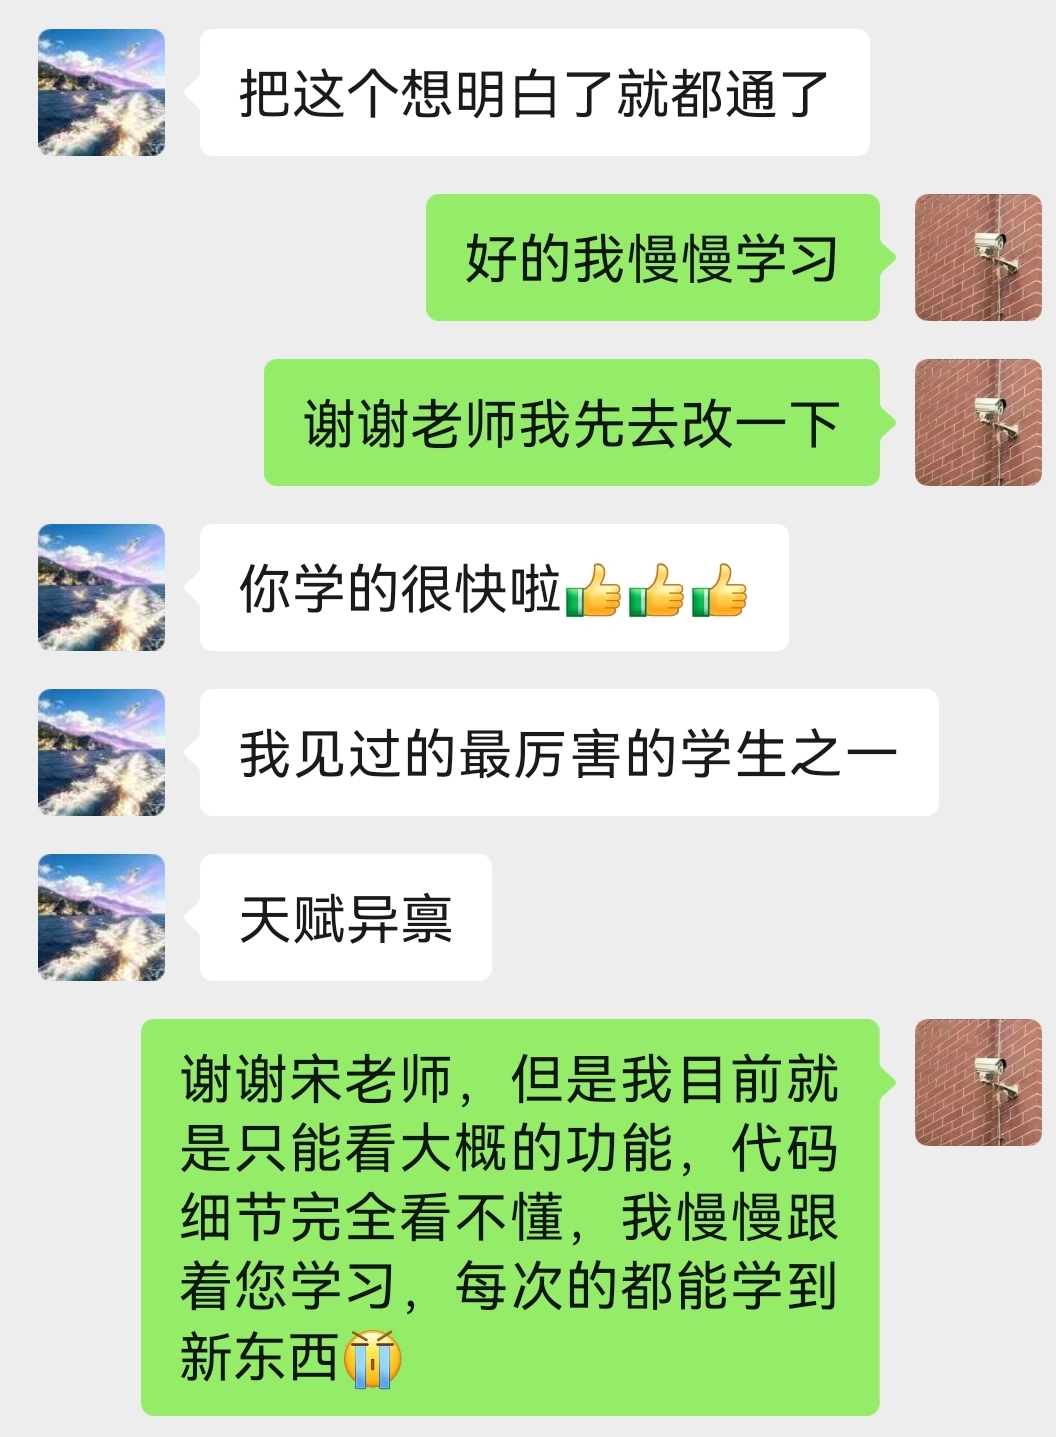 把这个想明白了就都通了
好的我慢慢学习
谢谢老师我先去改一下
你学的很快啦👍👍👍
我见过的最厉害的学生之一
天赋异禀
谢谢宋老师，但是我目前就
是只能看大概的功能，代码
细节完全看不懂，我慢慢跟
着您学习，每次的都能学到
新东西😭